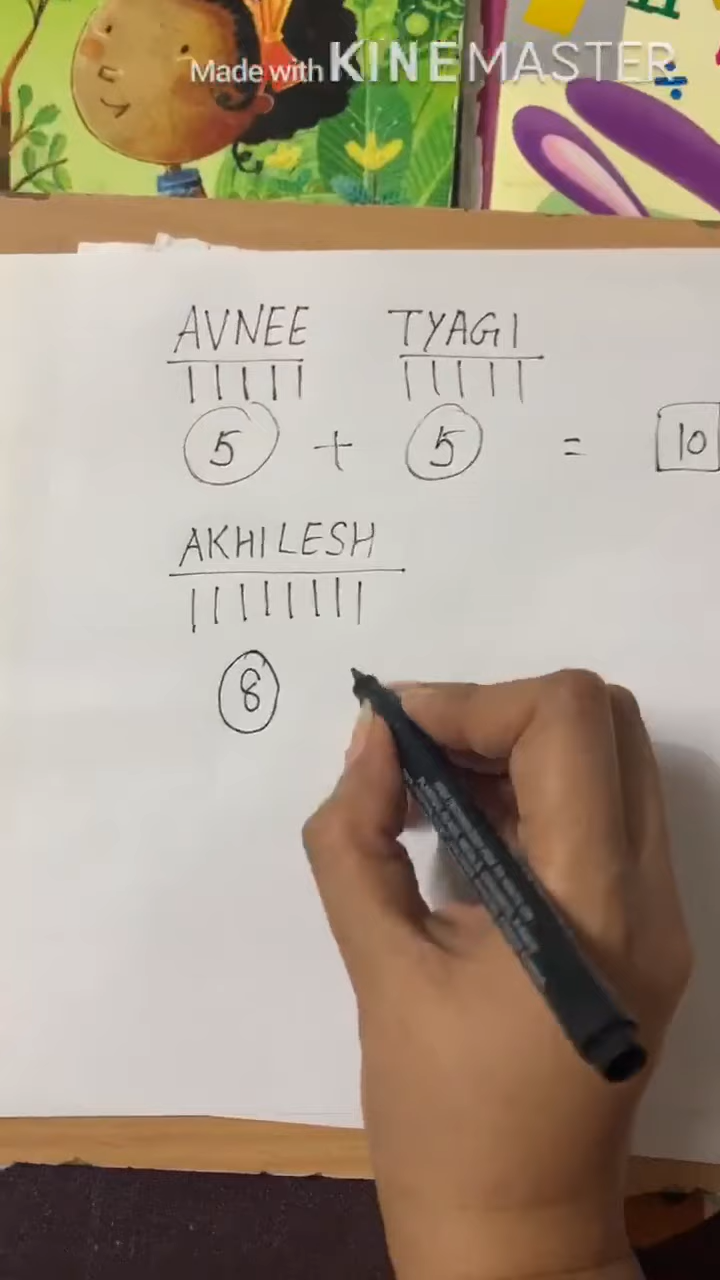 Made with KINEMASTER
÷
AVNEE TYAGI
5 + 5 = 10
AKHILESH
8